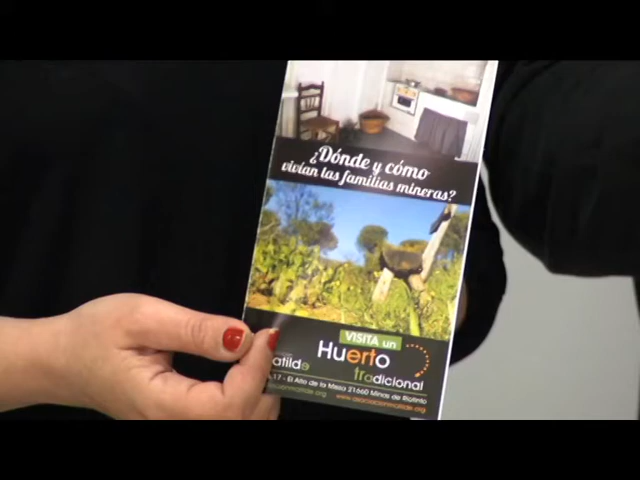 ¿Dónde y cómo
vivían las familias mineras?
VISITA un
Huerto
tradicional
17 - El Alto de la Mesa 21660 Minas de Riotinto